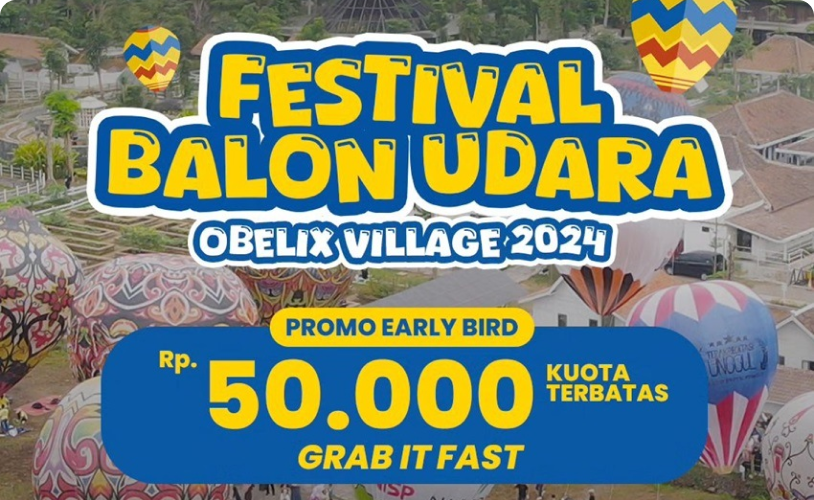 FESTIVAL
BALON UDARA
OBELIX VILLAGE 2024
PROMO EARLY BIRD
Rp. 50.000 KUOTA
TERBATAS
GRAB IT FAST